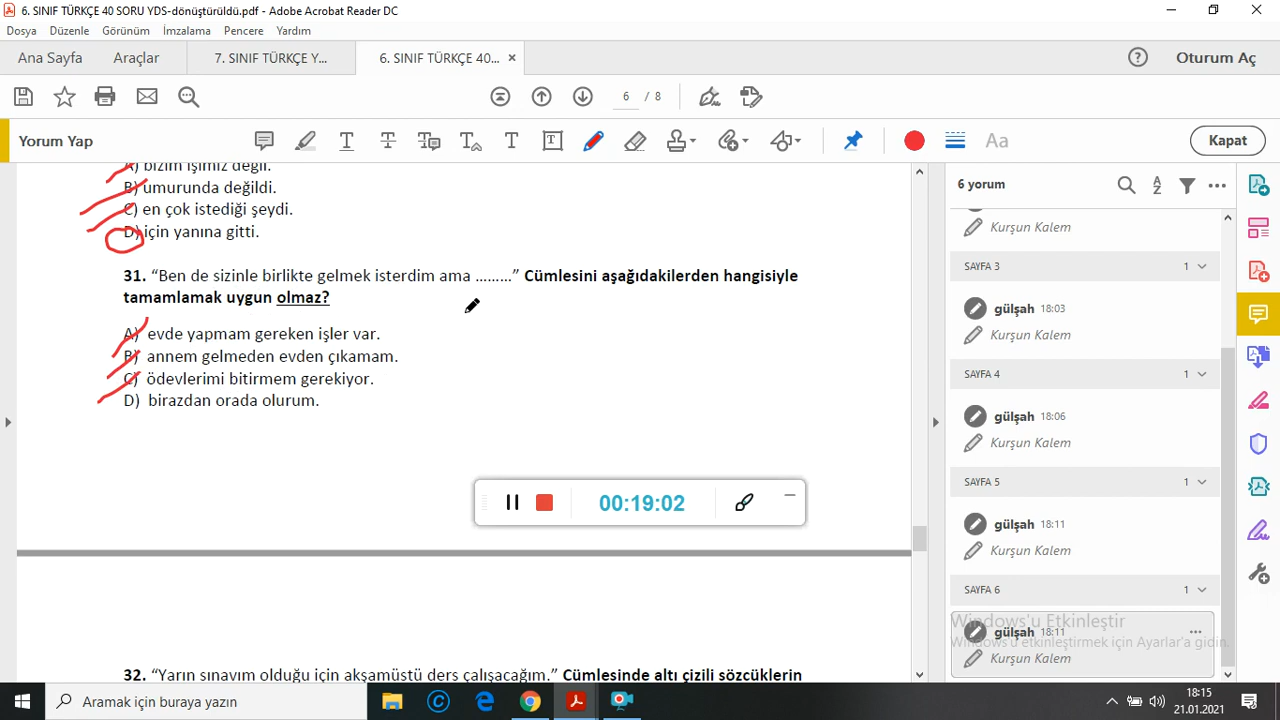 6. SINIF TÜRKÇE 40 SORU YDS-dönüştürüldü.pdf - Adobe Acrobat Reader DC
Dosya Düzenle Görünüm İmzalama Pencere Yardım
Ana Sayfa Araçlar 7. SINIF TÜRKÇE Y... 6. SINIF TÜRKÇE 40... Oturum Aç
6 / 8
Yorum Yap Kapat
A) bizim işimiz değil.
B) umurunda değildi.
C) en çok istediği şeydi.
D) için yanına gitti.
31. “Ben de sizinle birlikte gelmek isterdim ama .........” Cümlesini aşağıdakilerden hangisiyle
tamamlamak uygun olmaz?
A) evde yapmam gereken işler var.
B) annem gelmeden evden çıkamam.
C) ödevlerimi bitirmem gerekiyor.
D) birazdan orada olurum.
00:19:02
32. “Yarın sınavım olduğu için akşamüstü ders çalışacağım.” Cümlesinde altı çizili sözcüklerin
6 yorum
Kurşun Kalem
SAYFA 3 1
gülşah 18:03
Kurşun Kalem
SAYFA 4 1
gülşah 18:06
Kurşun Kalem
SAYFA 5 1
gülşah 18:11
Kurşun Kalem
SAYFA 6 1
gülşah 18:11
Kurşun Kalem
Windows'u Etkinleştir
Windows'u etkinleştirmek için Ayarlar'a gidin.
Aramak için buraya yazın
18:15
21.01.2021